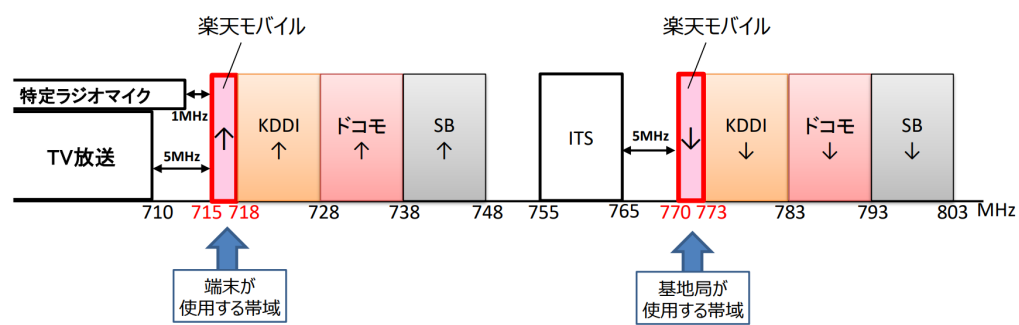 楽天モバイル
楽天モバイル
特定ラジオマイク
1MHz
TV放送
5MHz
↑
KDDI
↑
ドコモ
↑
SB
↑
ITS
5MHz
↓
KDDI
↓
ドコモ
↓
SB
↓
710 715 718 728 738 748 755 765 770 773 783 793 803 MHz
端末が
使用する帯域
基地局が
使用する帯域